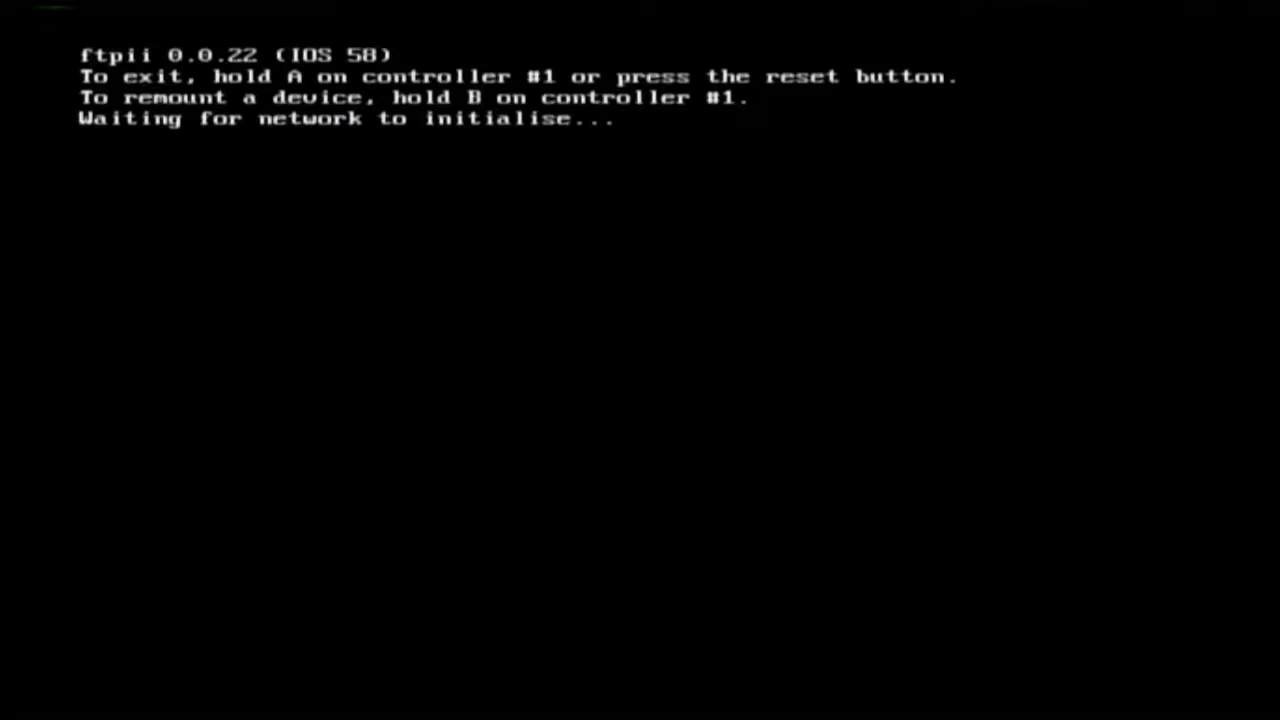 ftpii 0.0.22 (IOS 58)
To exit, hold A on controller #1 or press the reset button.
To remount a device, hold B on controller #1.
Waiting for network to initialise...